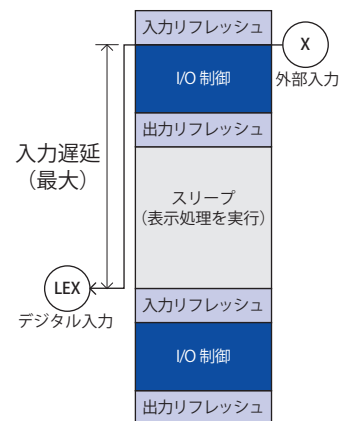 入力リフレッシュ
X
外部入力
I/O 制御
出力リフレッシュ
入力遅延
（最大）
スリープ
（表示処理を実行）
LEX
デジタル入力
入力リフレッシュ
I/O 制御
出力リフレッシュ